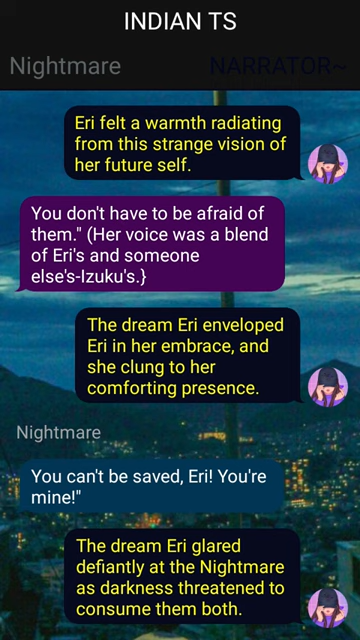 INDIAN TS
Nightmare NARRATOR~
Eri felt a warmth radiating
from this strange vision of
her future self.
You don't have to be afraid of
them." (Her voice was a blend
of Eri's and someone
else's-Izuku's.}
The dream Eri enveloped
Eri in her embrace, and
she clung to her
comforting presence.
Nightmare
You can't be saved, Eri! You're
mine!"
The dream Eri glared
defiantly at the Nightmare
as darkness threatened to
consume them both.